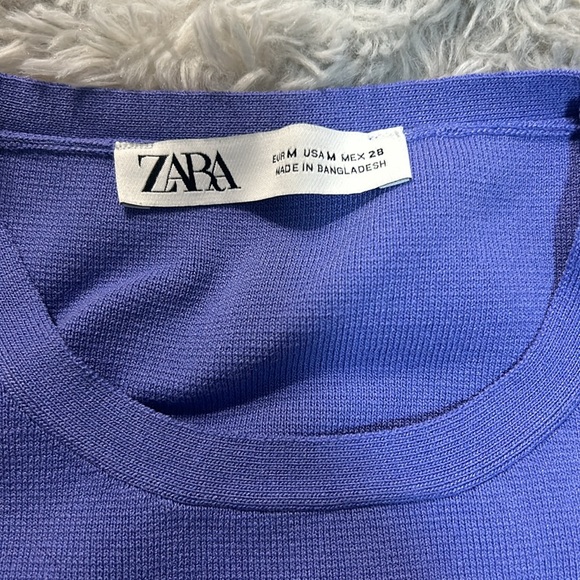 ZARA
EUR M USA M MEX 28
MADE IN BANGLADESH